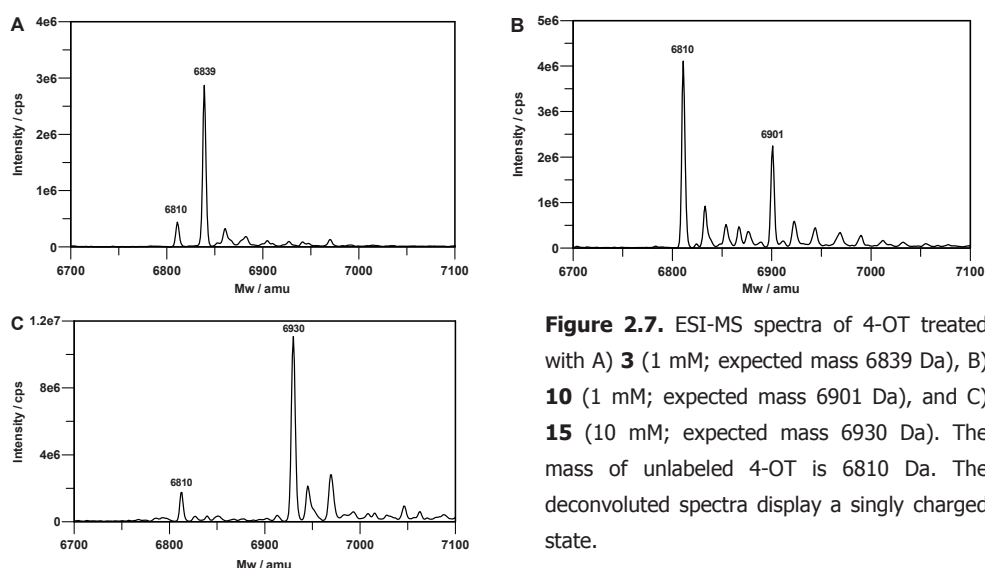 A
4e6
3e6
2e6
1e6
0
Intensity / cps
6839
6810
6700
6800
6900
7000
7100
Mw / amu
B
5e6
4e6
3e6
2e6
1e6
0
Intensity / cps
6810
6901
6700
6800
6900
7000
7100
Mw / amu
C
1.2e7
8e6
4e6
0
Intensity / cps
6930
6810
6700
6800
6900
7000
7100
Mw / amu
Figure 2.7. ESI-MS spectra of 4-OT treated
with A) 3 (1 mM; expected mass 6839 Da), B)
10 (1 mM; expected mass 6901 Da), and C)
15 (10 mM; expected mass 6930 Da). The
mass of unlabeled 4-OT is 6810 Da. The
deconvoluted spectra display a singly charged
state.